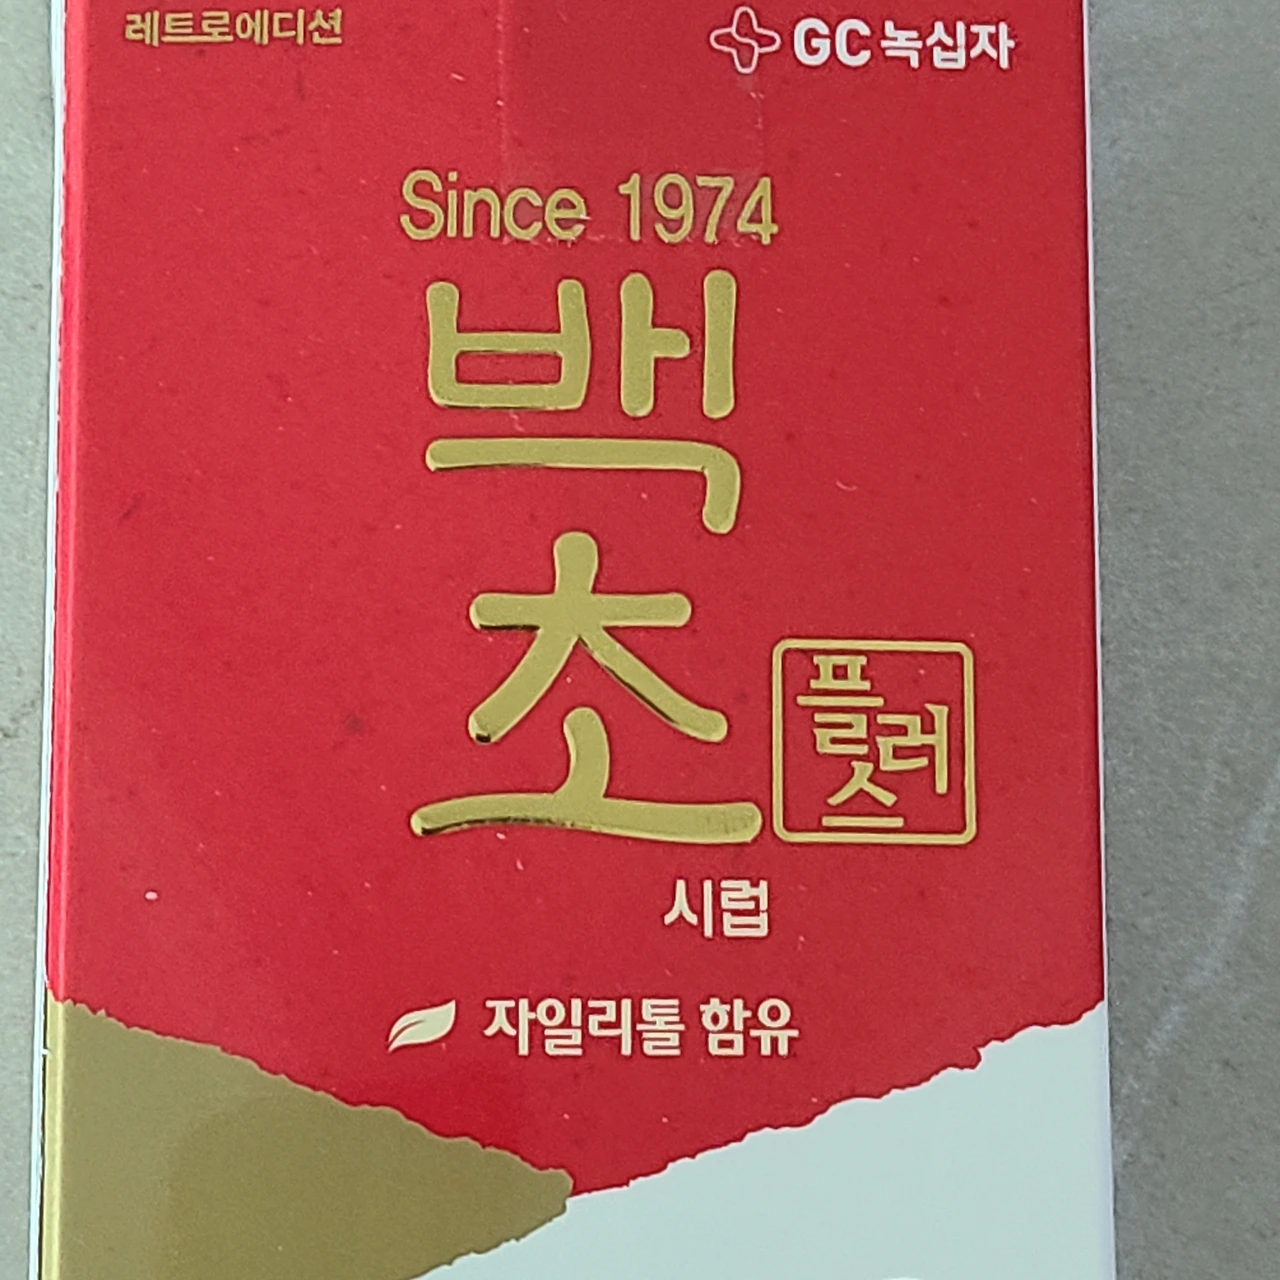 레트로에디션
GC 녹십자
Since 1974
백
초
플러스
시럽
자일리톨 함유